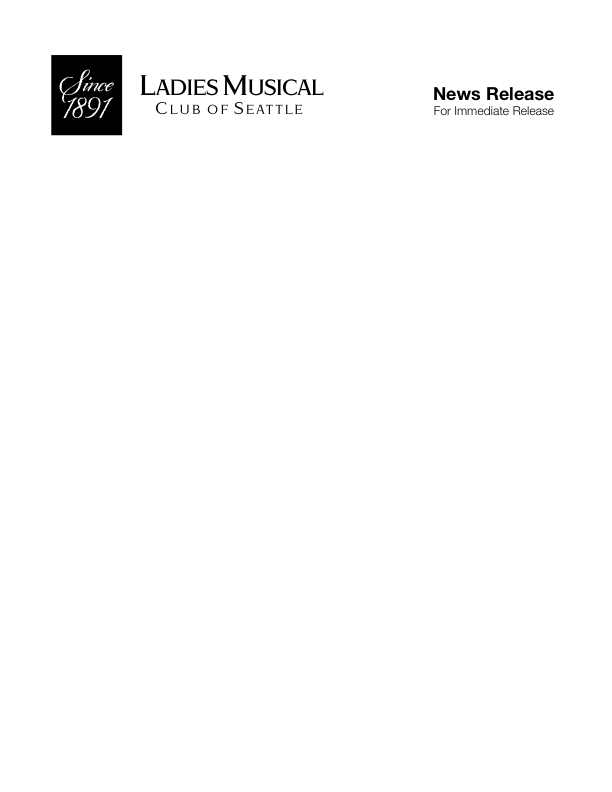 Since
1891
LADIES MUSICAL
CLUB OF SEATTLE
News Release
For Immediate Release